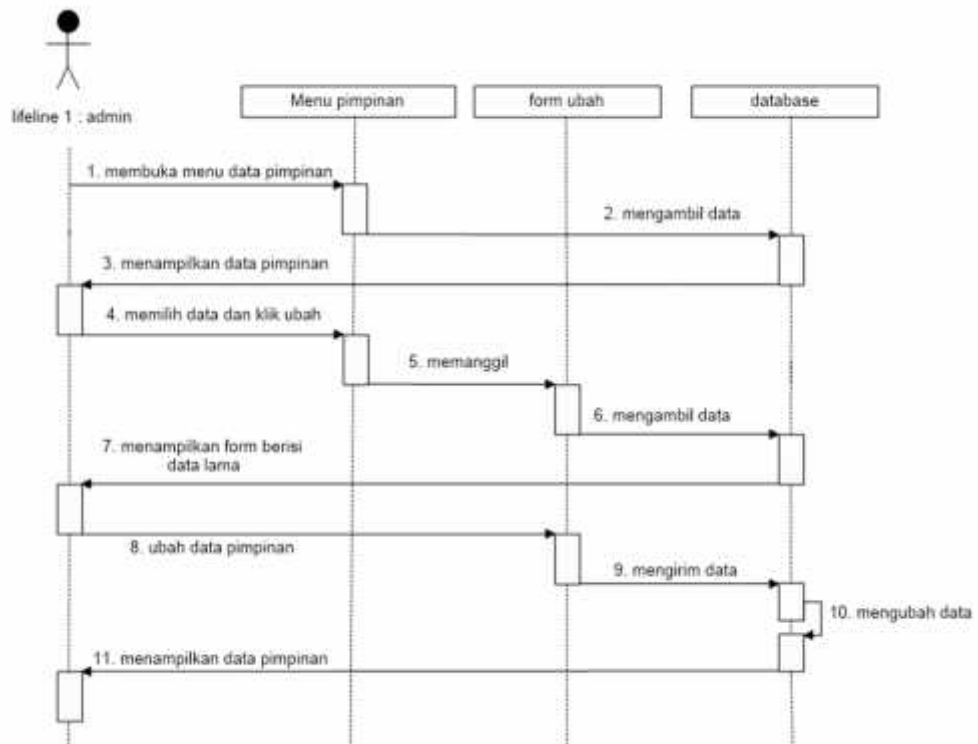 lifeline 1 : admin
Menu pimpinan
form ubah
database
1. membuka menu data pimpinan
2. mengambil data
3. menampilkan data pimpinan
4. memilih data dan klik ubah
5. memanggil
6. mengambil data
7. menampilkan form berisi
data lama
8. ubah data pimpinan
9. mengirim data
10. mengubah data
11. menampilkan data pimpinan